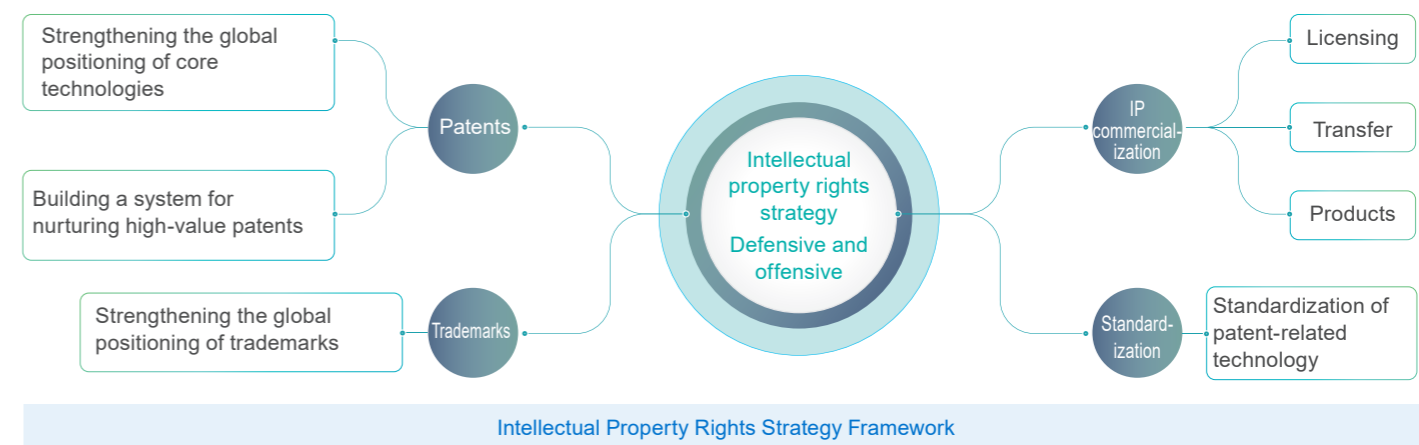 Strengthening the global
positioning of core
technologies
Building a system for
nurturing high-value patents
Patents
Strengthening the global
positioning of trademarks
Trademarks
Intellectual
property rights
strategy
Defensive and
offensive
IP
commercial-
ization
Licensing
Transfer
Products
Standard-
ization
Standardization of
patent-related
technology
Intellectual Property Rights Strategy Framework